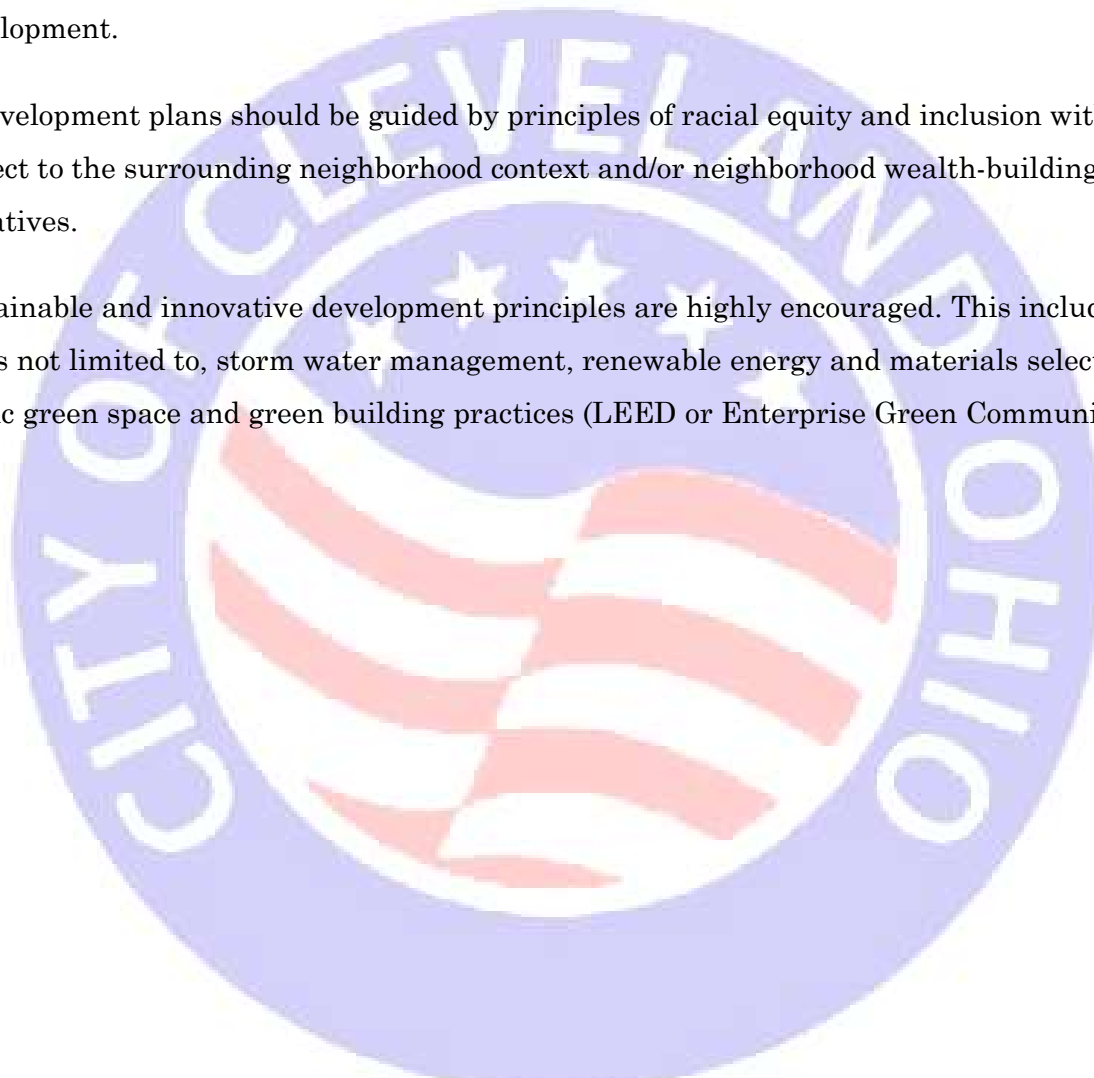 lopment.
velopment plans should be guided by principles of racial equity and inclusion wit
ect to the surrounding neighborhood context and/or neighborhood wealth-building
atives.
ainable and innovative development principles are highly encouraged. This includ
s not limited to, storm water management, renewable energy and materials select
ic green space and green building practices (LEED or Enterprise Green Communi
CITY OF CLEVELAND OHIO